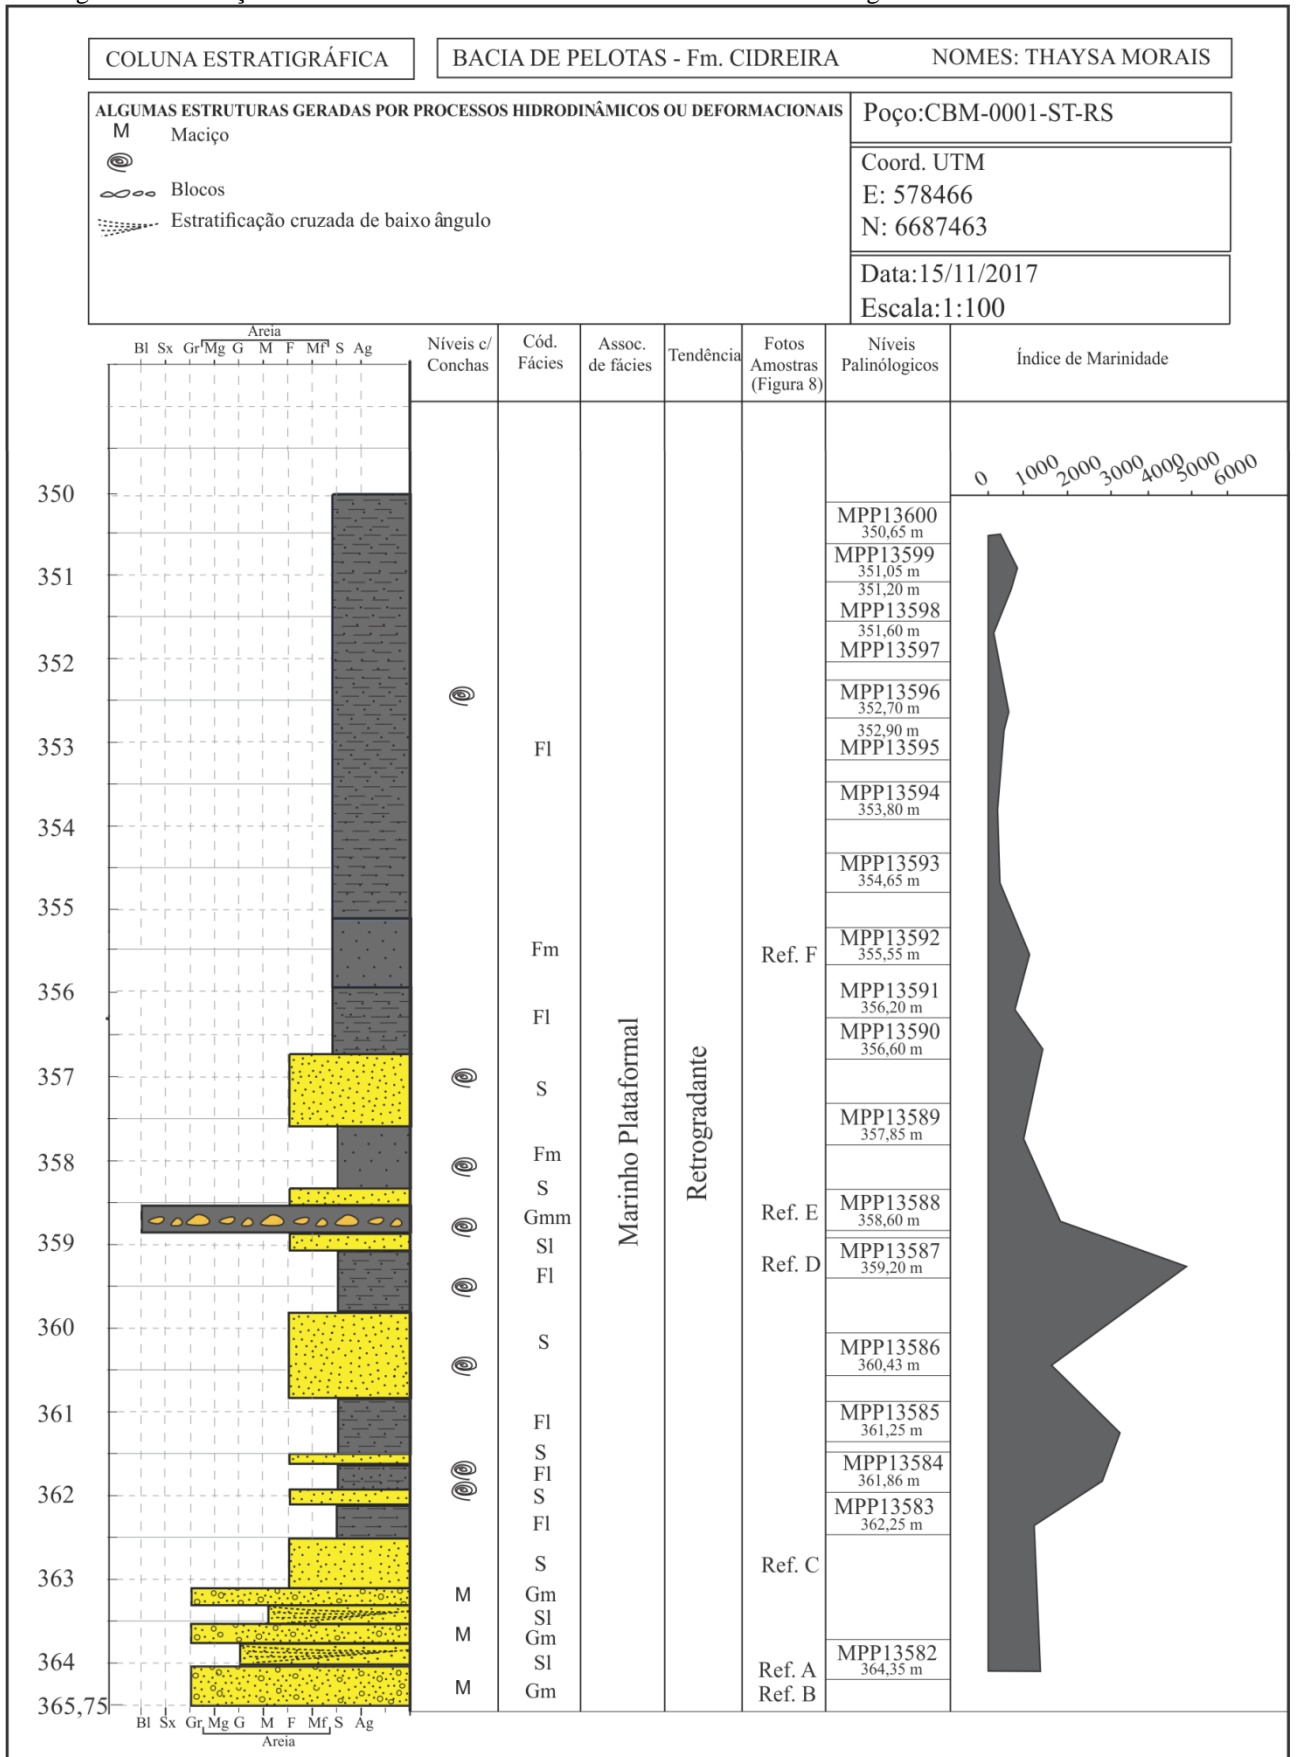 COLUNA ESTRATIGRÁFICA
BACIA DE PELOTAS - Fm. CIDREIRA
NOMES: THAYSA MORAIS
ALGUMAS ESTRUTURAS GERADAS POR PROCESSOS HIDRODINÂMICOS OU DEFORMACIONAIS
M Maciço
Blocos
Estratificação cruzada de baixo ângulo
Poço:CBM-0001-ST-RS
Coord. UTM
E: 578466
N: 6687463
Data:15/11/2017
Escala:1:100
Areia
Bl Sx Gr Mg G M F Mf S Ag
Níveis c/
Conchas
Cód.
Fácies
Assoc.
de fácies
Tendência
Fotos
Amostras
(Figura 8)
Níveis
Palinólogicos
Índice de Marinidade
0 1000 2000 3000 4000 5000 6000
350
351
352
353
354
355
356
357
358
359
360
361
362
363
364
365,75
Bl Sx Gr Mg G M F Mf S Ag
Areia
M
M
M
Fl
Fm
Fl
S
Fm
S
Gmm
Sl
Fl
S
Fl
S
Fl
S
Fl
S
Gm
Sl
Gm
Sl
Gm
Marinho Plataformal
Retrogradante
Ref. F
Ref. E
Ref. D
Ref. C
Ref. A
Ref. B
MPP13600
350,65 m
MPP13599
351,05 m
351,20 m
MPP13598
351,60 m
MPP13597
MPP13596
352,70 m
352,90 m
MPP13595
MPP13594
353,80 m
MPP13593
354,65 m
MPP13592
355,55 m
MPP13591
356,20 m
MPP13590
356,60 m
MPP13589
357,85 m
MPP13588
358,60 m
MPP13587
359,20 m
MPP13586
360,43 m
MPP13585
361,25 m
MPP13584
361,86 m
MPP13583
362,25 m
MPP13582
364,35 m